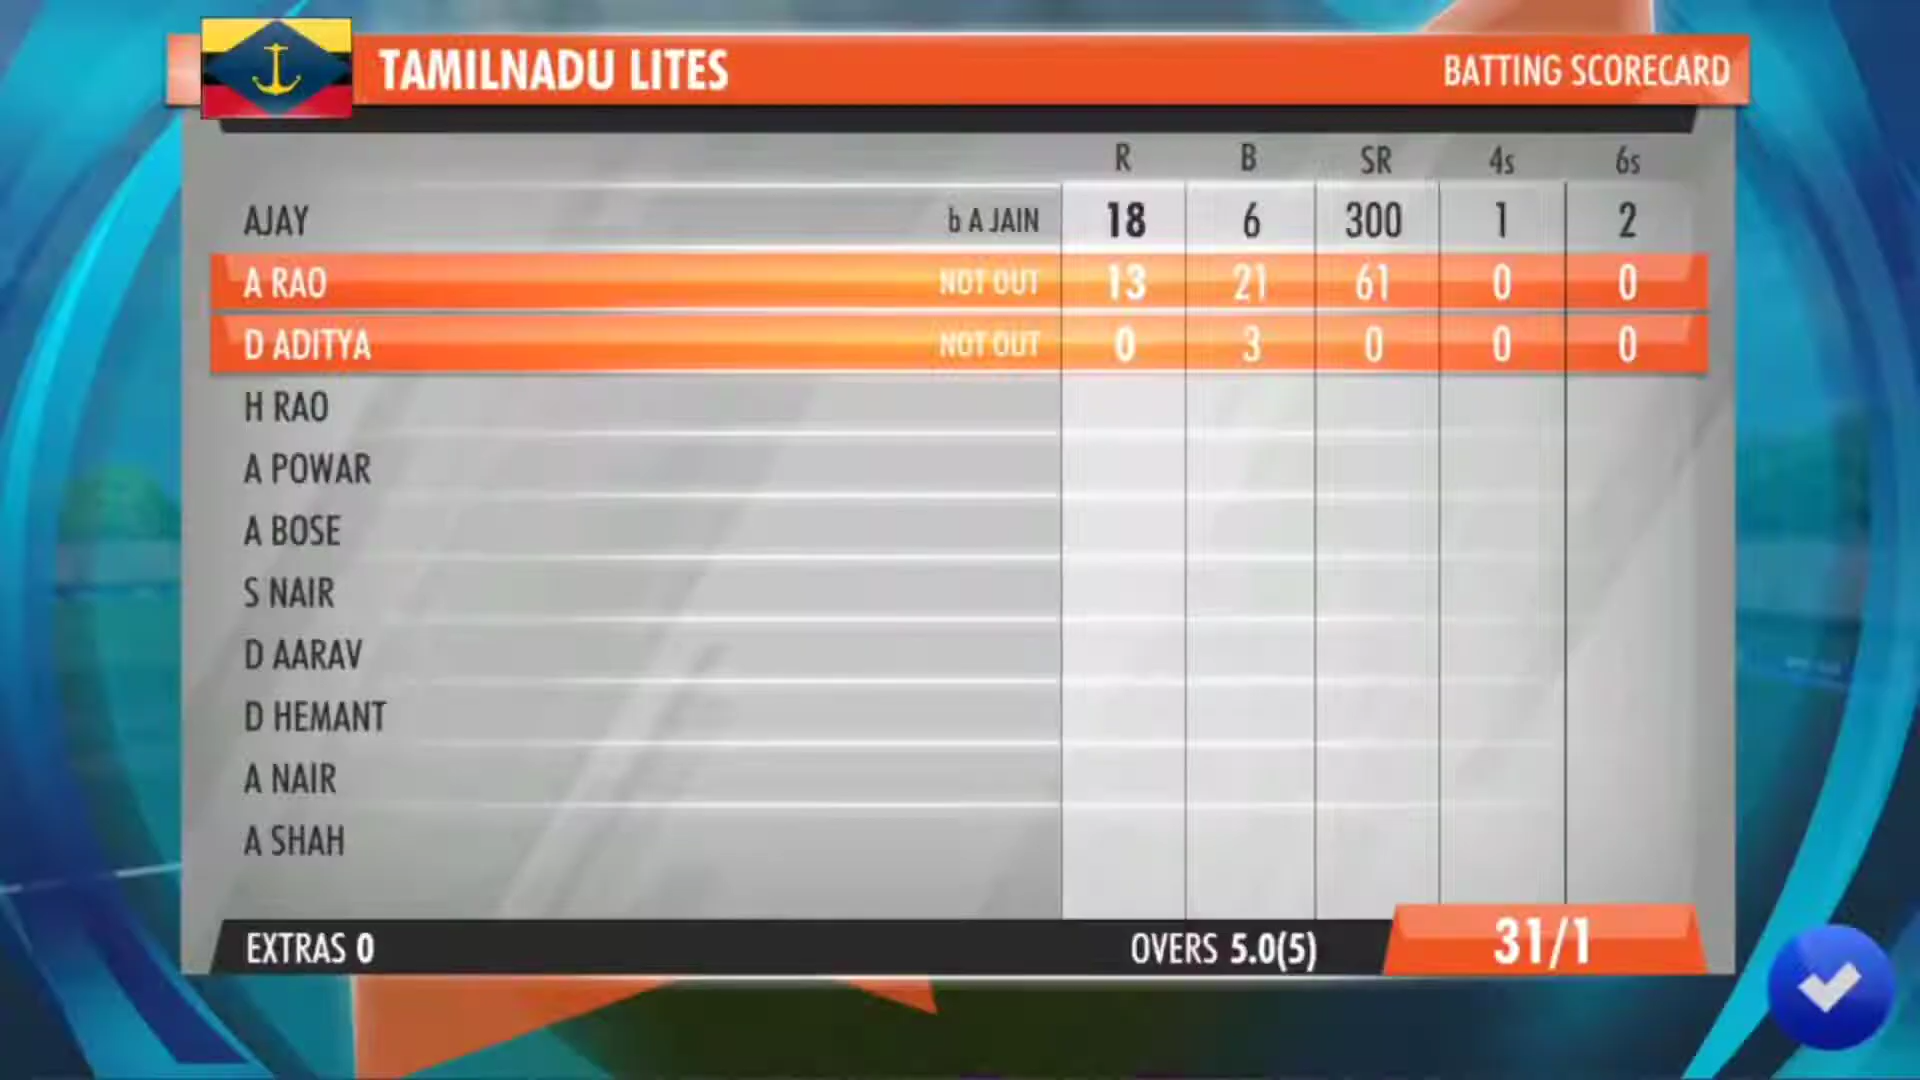 TAMILNADU LITES BATTING SCORECARD
R B SR 4s 6s
AJAY b A JAIN 18 6 300 1 2
A RAO NOT OUT 13 21 61 0 0
D ADITYA NOT OUT 0 3 0 0 0
H RAO
A POWAR
A BOSE
S NAIR
D AARAV
D HEMANT
A NAIR
A SHAH
EXTRAS 0 OVERS 5.0(5) 31/1